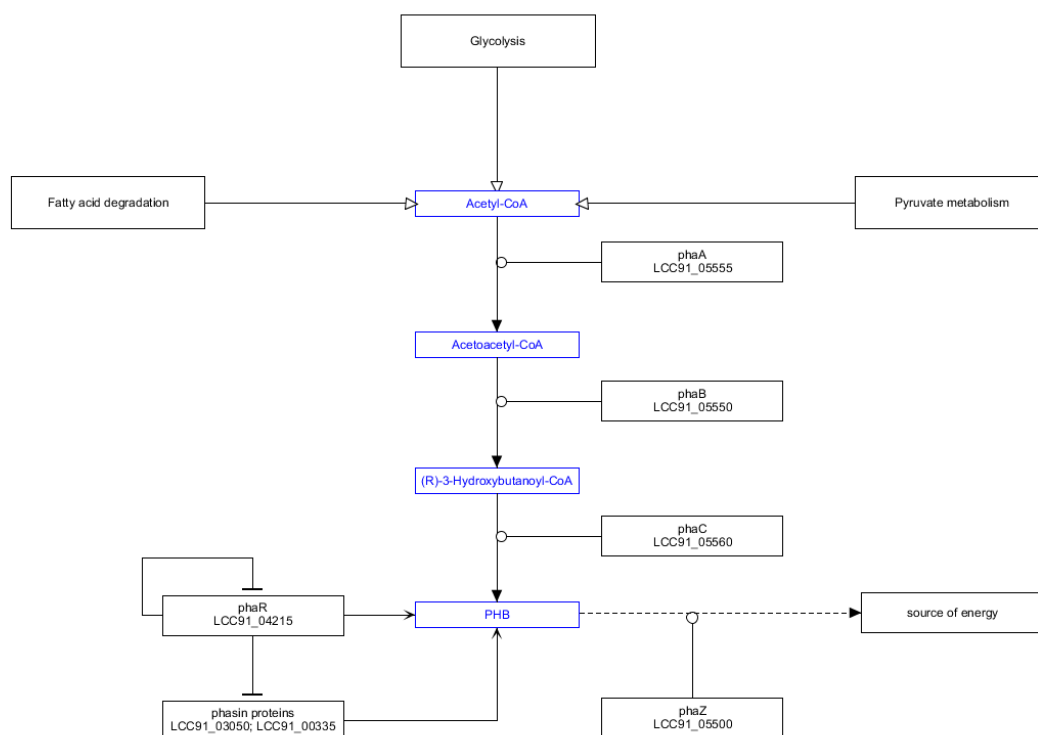 Glycolysis
Fatty acid degradation
Acetyl-CoA
Pyruvate metabolism
phaA
LCC91_05555
Acetoacetyl-CoA
phaB
LCC91_05550
(R)-3-Hydroxybutanoyl-CoA
phaC
LCC91_05560
phaR
LCC91_04215
PHB
source of energy
phasin proteins
LCC91_03050; LCC91_00335
phaZ
LCC91_05500